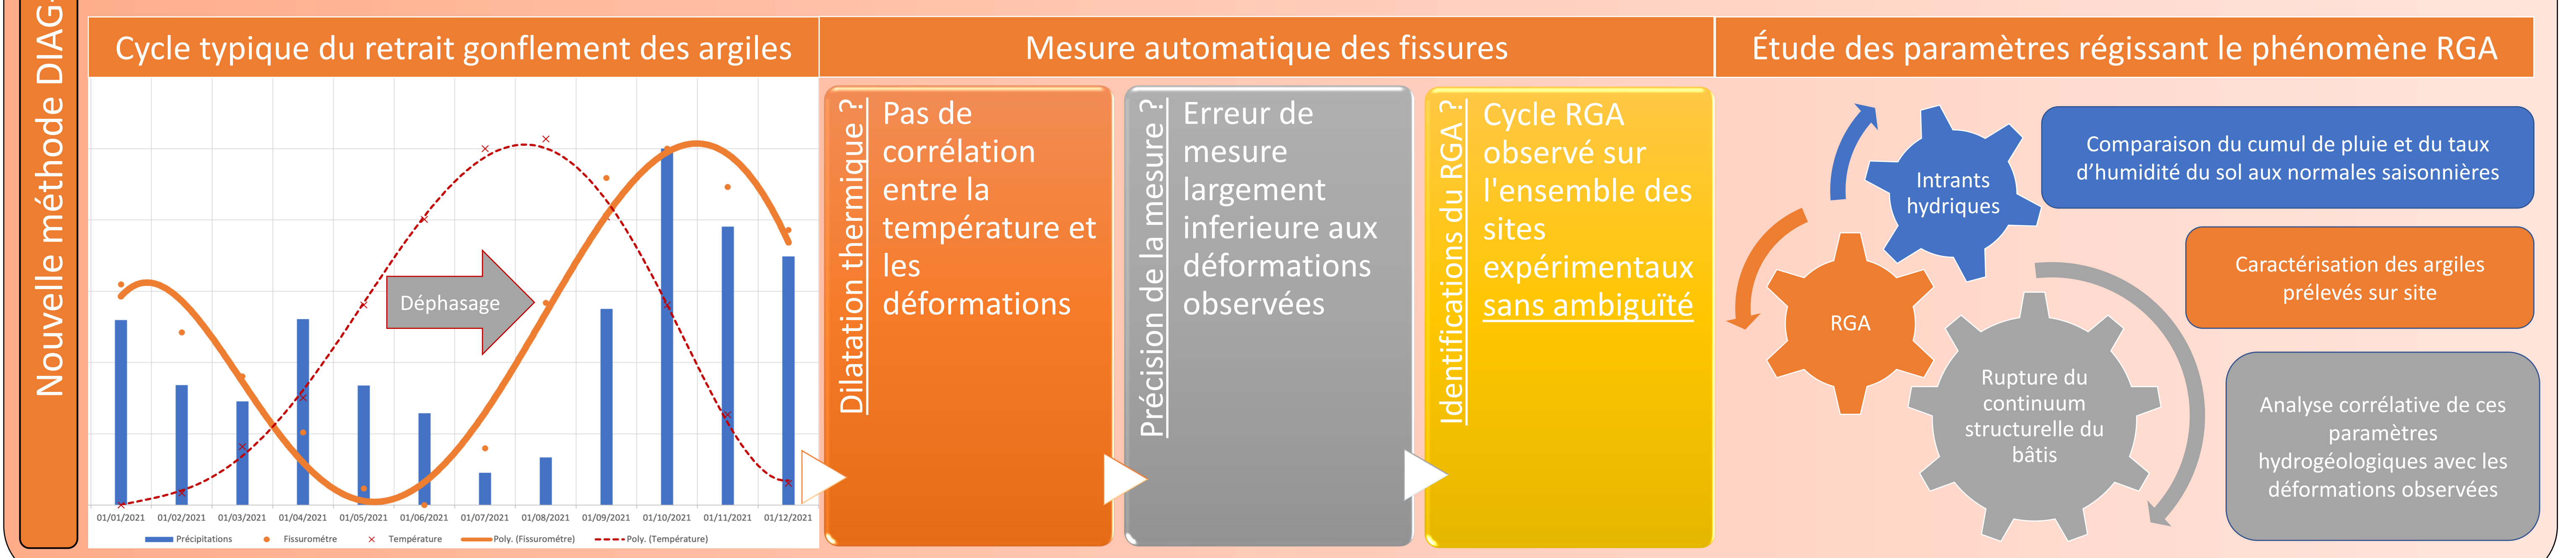 Nouvelle méthode DIAG
Cycle typique du retrait gonflement des argiles
Déphasage
01/01/2021 01/02/2021 01/03/2021 01/04/2021 01/05/2021 01/06/2021 01/07/2021 01/08/2021 01/09/2021 01/10/2021 01/11/2021 01/12/2021
Précipitations Fissurométre Température Poly. (Fissurométre) Poly. (Température)
Mesure automatique des fissures
Dilatation thermique ?
Pas de
corrélation
entre la
température et
les
déformations
Précision de la mesure ?
Erreur de
mesure
largement
inferieure aux
déformations
observées
Identifications du RGA ?
Cycle RGA
observé sur
l'ensemble des
sites
expérimentaux
sans ambiguïté
Étude des paramètres régissant le phénomène RGA
Intrants
hydriques
Comparaison du cumul de pluie et du taux
d’humidité du sol aux normales saisonnières
RGA
Caractérisation des argiles
prélevés sur site
Rupture du
continuum
structurelle du
bâtis
Analyse corrélative de ces
paramètres
hydrogéologiques avec les
déformations observées